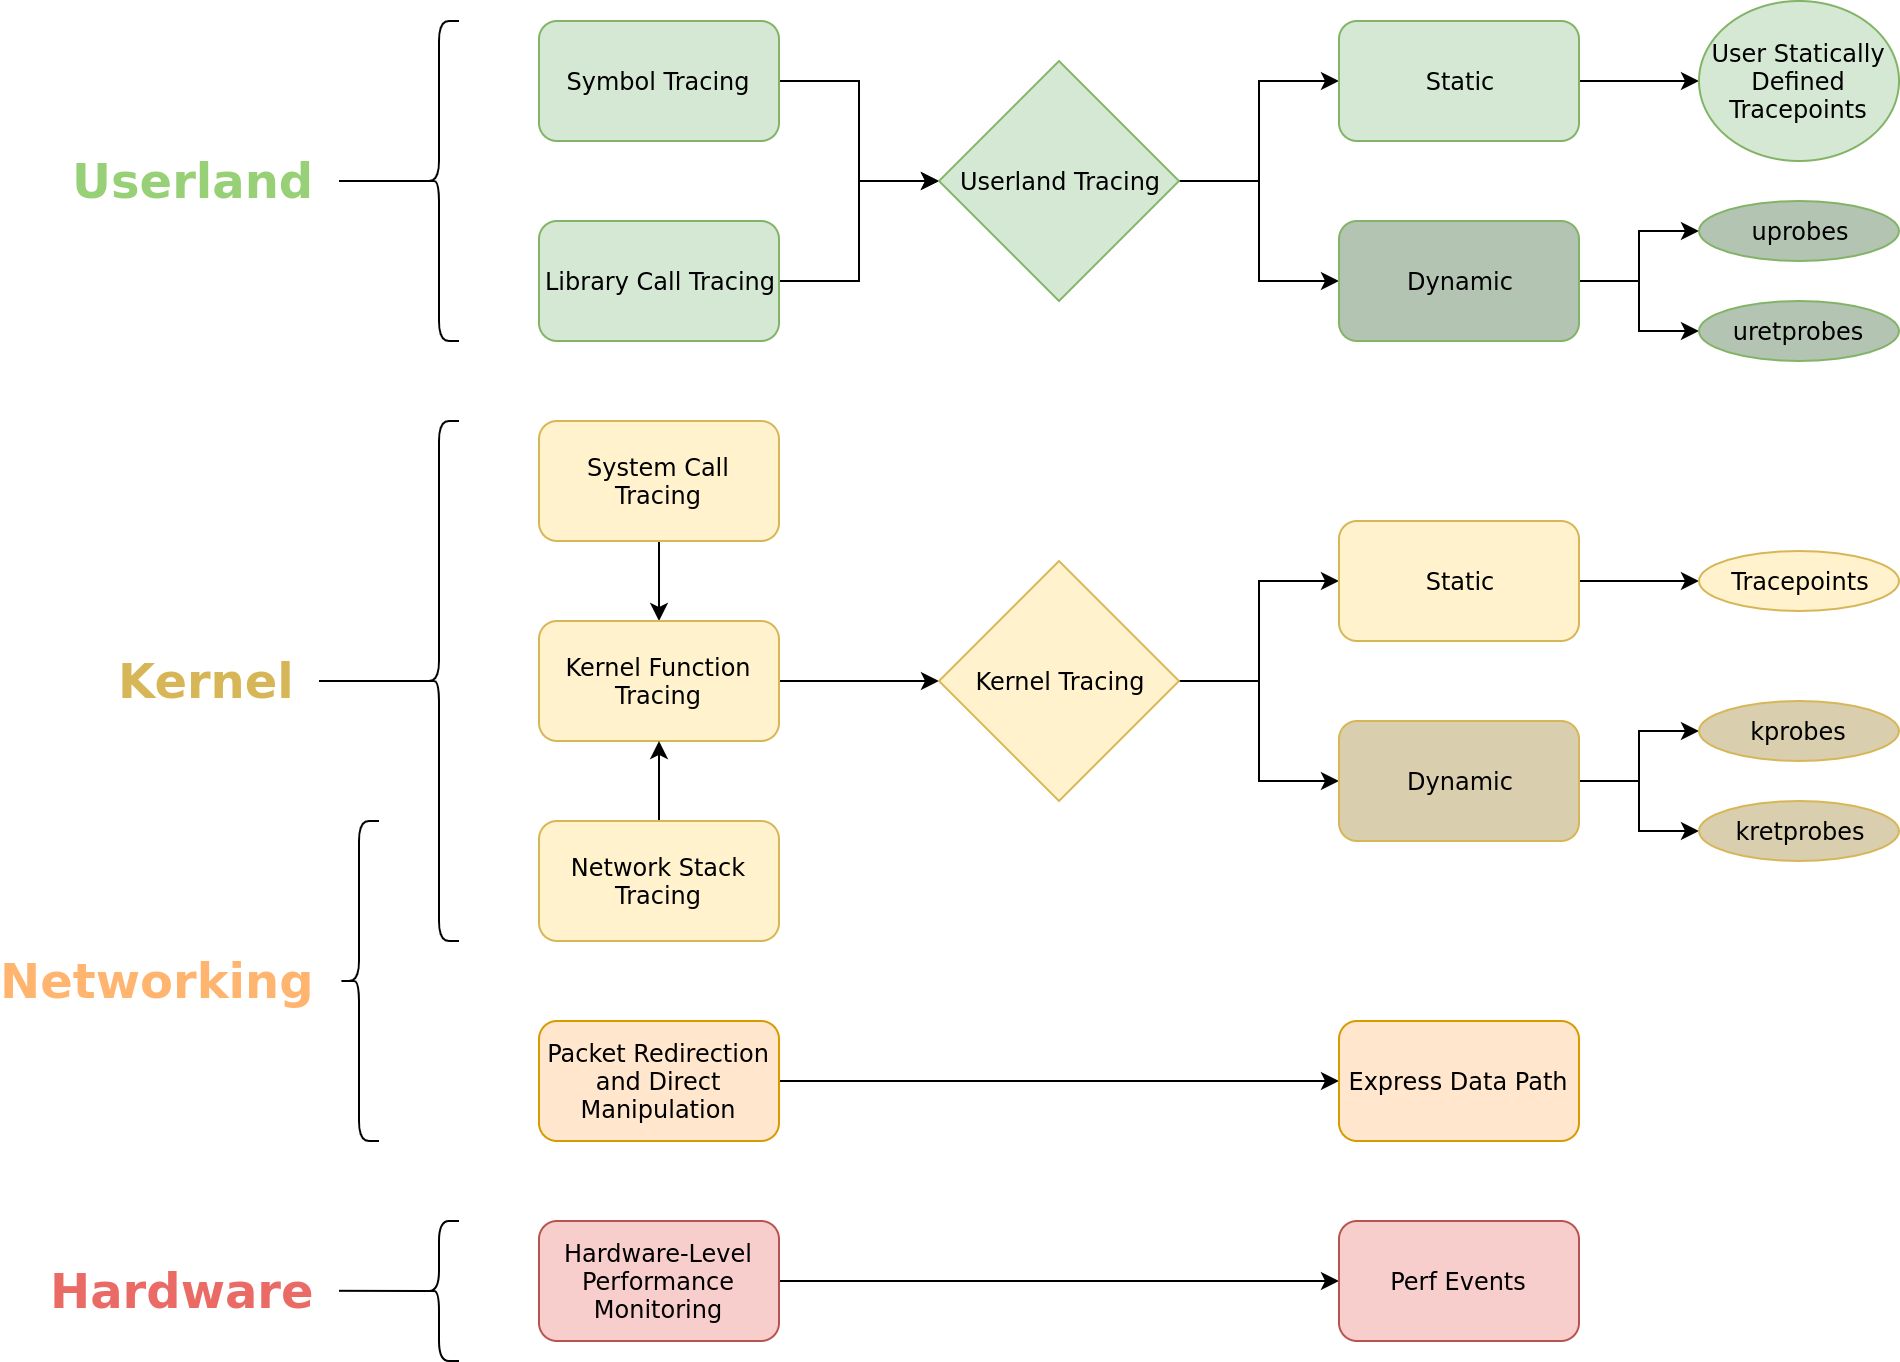 Userland
Symbol Tracing
Library Call Tracing
Userland Tracing
Static
User Statically
Defined
Tracepoints
Dynamic
uprobes
uretprobes
Kernel
System Call
Tracing
Kernel Function
Tracing
Network Stack
Tracing
Kernel Tracing
Static
Tracepoints
Dynamic
kprobes
kretprobes
Networking
Packet Redirection
and Direct
Manipulation
Express Data Path
Hardware
Hardware-Level
Performance
Monitoring
Perf Events